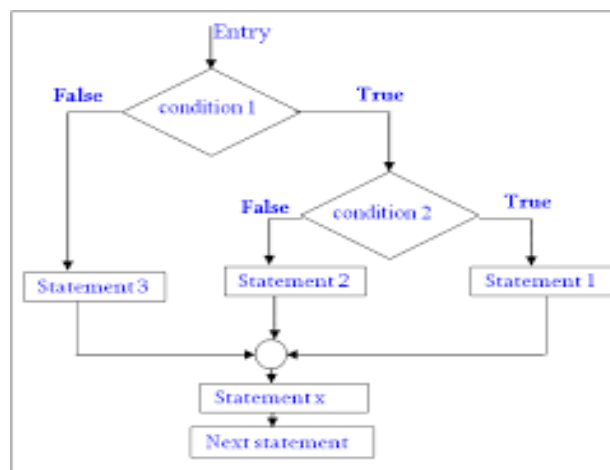 Entry
False
True
condition 1
False
True
condition 2
Statement 3
Statement 2
Statement 1
Statement x
Next statement